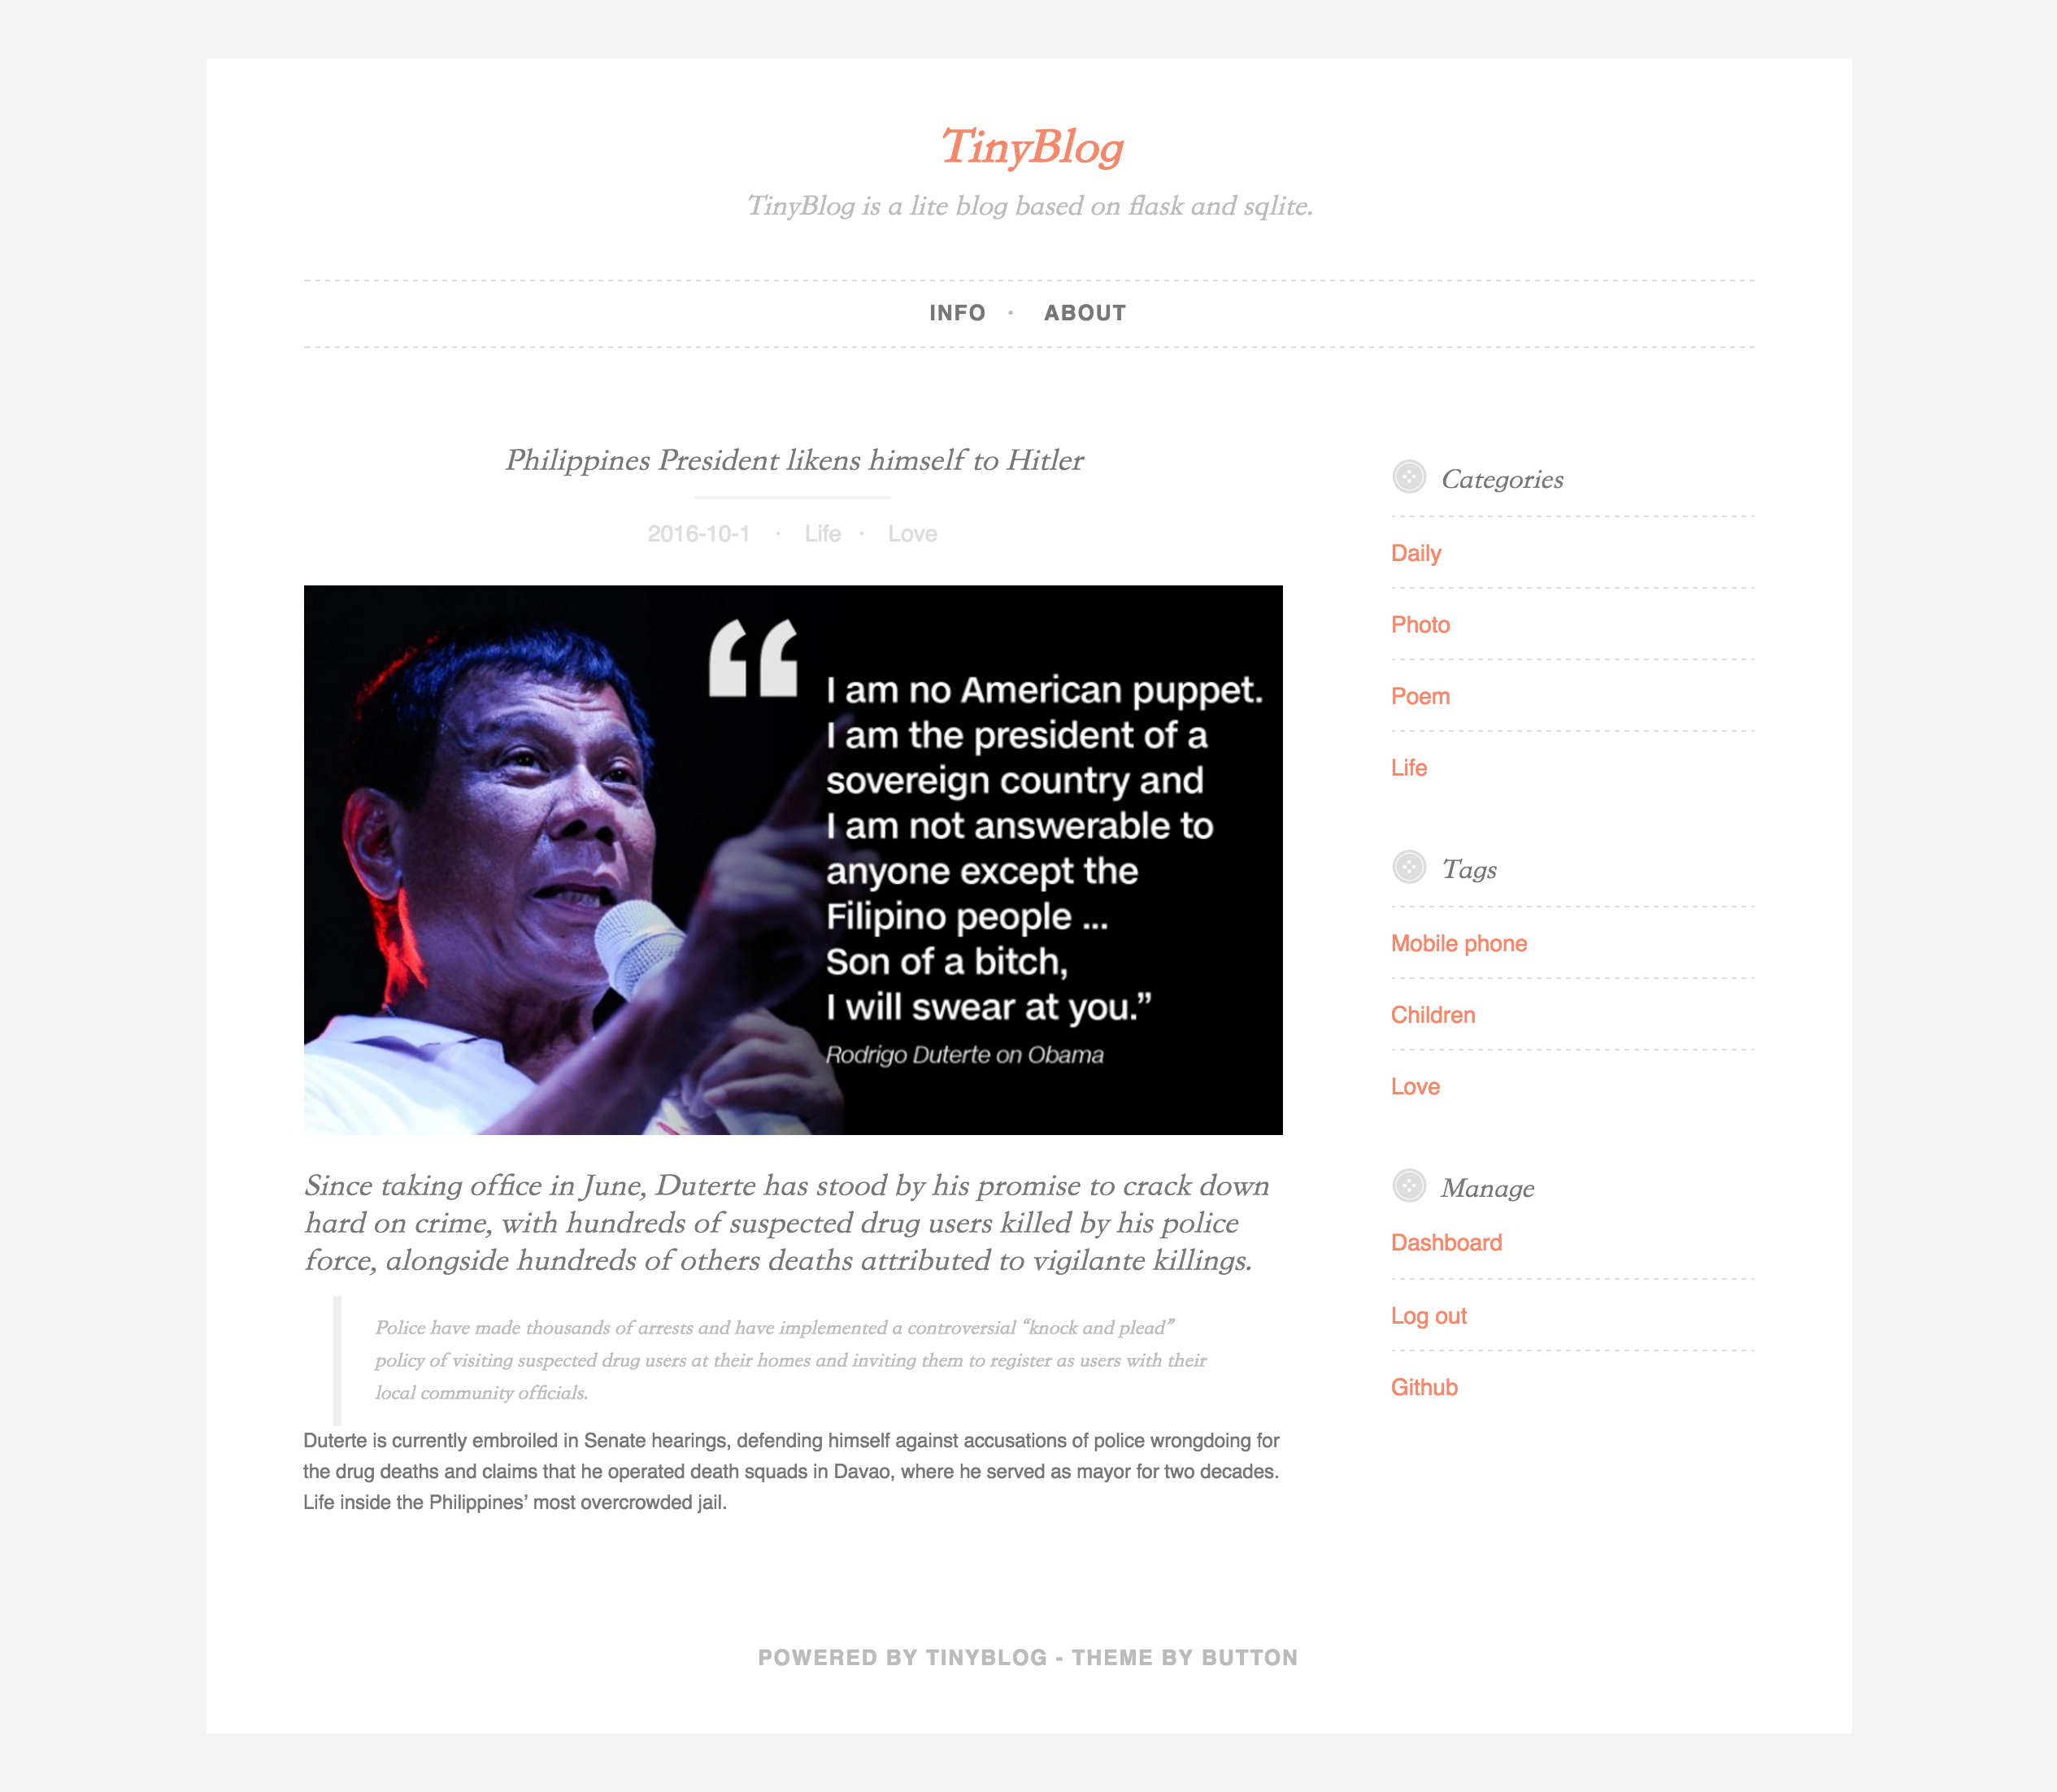 TinyBlog
TinyBlog is a lite blog based on flask and sqlite.
INFO · ABOUT
Philippines President likens himself to Hitler
2016-10-1 · Life · Love
“
I am no American puppet.
I am the president of a
sovereign country and
I am not answerable to
anyone except the
Filipino people ...
Son of a bitch,
I will swear at you.”
Rodrigo Duterte on Obama
Since taking office in June, Duterte has stood by his promise to crack down
hard on crime, with hundreds of suspected drug users killed by his police
force, alongside hundreds of others deaths attributed to vigilante killings.
Police have made thousands of arrests and have implemented a controversial “knock and plead”
policy of visiting suspected drug users at their homes and inviting them to register as users with their
local community officials.
Duterte is currently embroiled in Senate hearings, defending himself against accusations of police wrongdoing for
the drug deaths and claims that he operated death squads in Davao, where he served as mayor for two decades.
Life inside the Philippines’ most overcrowded jail.
Categories
Daily
Photo
Poem
Life
Tags
Mobile phone
Children
Love
Manage
Dashboard
Log out
Github
POWERED BY TINYBLOG - THEME BY BUTTON